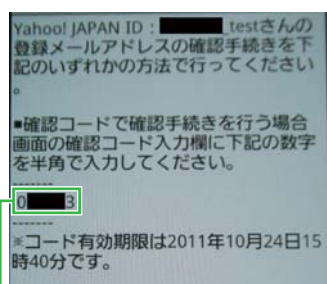 Yahoo! JAPAN ID：_testさんの
登録メールアドレスの確認手続きを下
記のいずれかの方法で行ってください
。
■確認コードで確認手続きを行う場合
画面の確認コード入力欄に下記の数字
を半角で入力してください。
-------
0 3
-------
※コード有効期限は2011年10月24日15
時40分です。